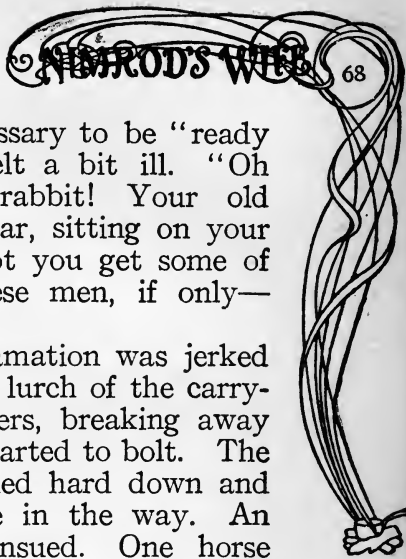 NIMROD'S WIFE
68
ssary to be "ready
elt a bit ill. "Oh
rabbit! Your old
ar, sitting on your
ot you get some of
ese men, if only—
amation was jerked
lurch of the carry-
ers, breaking away
arted to bolt. The
ed hard down and
e in the way. An
nsued. One horse